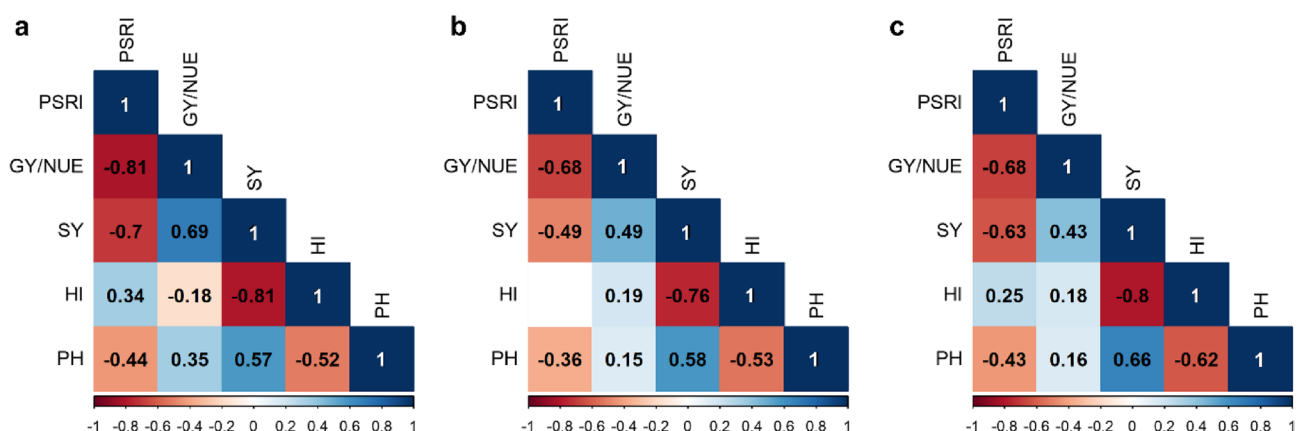 a
PSRI
GY/NUE
SY
HI
PH
PSRI 1
GY/NUE -0.81 1
SY -0.7 0.69 1
HI 0.34 -0.18 -0.81 1
PH -0.44 0.35 0.57 -0.52 1
-1 -0.8 -0.6 -0.4 -0.2 0 0.2 0.4 0.6 0.8 1
b
PSRI
GY/NUE
SY
HI
PH
PSRI 1
GY/NUE -0.68 1
SY -0.49 0.49 1
HI 0.19 -0.76 1
PH -0.36 0.15 0.58 -0.53 1
-1 -0.8 -0.6 -0.4 -0.2 0 0.2 0.4 0.6 0.8 1
c
PSRI
GY/NUE
SY
HI
PH
PSRI 1
GY/NUE -0.68 1
SY -0.63 0.43 1
HI 0.25 0.18 -0.8 1
PH -0.43 0.16 0.66 -0.62 1
-1 -0.8 -0.6 -0.4 -0.2 0 0.2 0.4 0.6 0.8 1